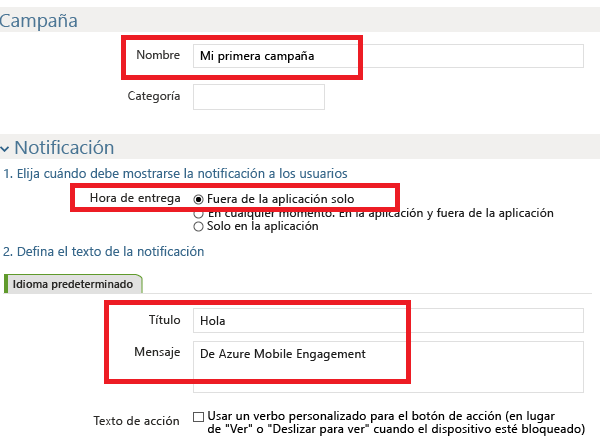 Campaña
Nombre Mi primera campaña
Categoría
Notificación
1. Elija cuándo debe mostrarse la notificación a los usuarios
Hora de entrega Fuera de la aplicación solo
En cualquier momento. En la aplicación y fuera de la aplicación
Solo en la aplicación
2. Defina el texto de la notificación
Idioma predeterminado
Título Hola
Mensaje De Azure Mobile Engagement
Texto de acción Usar un verbo personalizado para el botón de acción (en lugar
de "Ver" o "Deslizar para ver" cuando el dispositivo esté bloqueado)